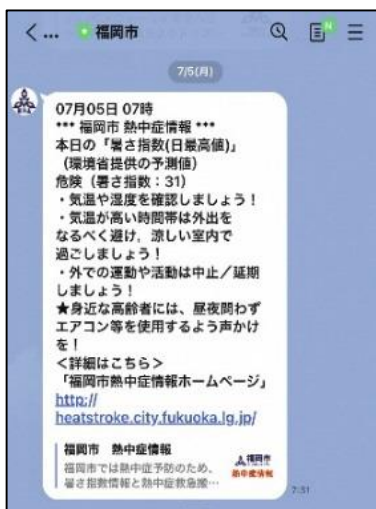 福岡市
7/5(月)
07月05日 07時
*** 福岡市 熱中症情報 ***
本日の「暑さ指数(日最高値)」
（環境省提供の予測値）
危険（暑さ指数：31）
・気温や湿度を確認しましょう！
・気温が高い時間帯は外出を
なるべく避け，涼しい室内で
過ごしましょう！
・外での運動や活動は中止／延期
しましょう！
★身近な高齢者には、昼夜問わず
エアコン等を使用するよう声かけ
を！
＜詳細はこちら＞
「福岡市熱中症情報ホームページ」
http://
heatstroke.city.fukuoka.lg.jp/
福岡市　熱中症情報
福岡市では熱中症予防のため、
暑さ指数情報と熱中症救急搬…
福岡市
熱中症情報
7:31